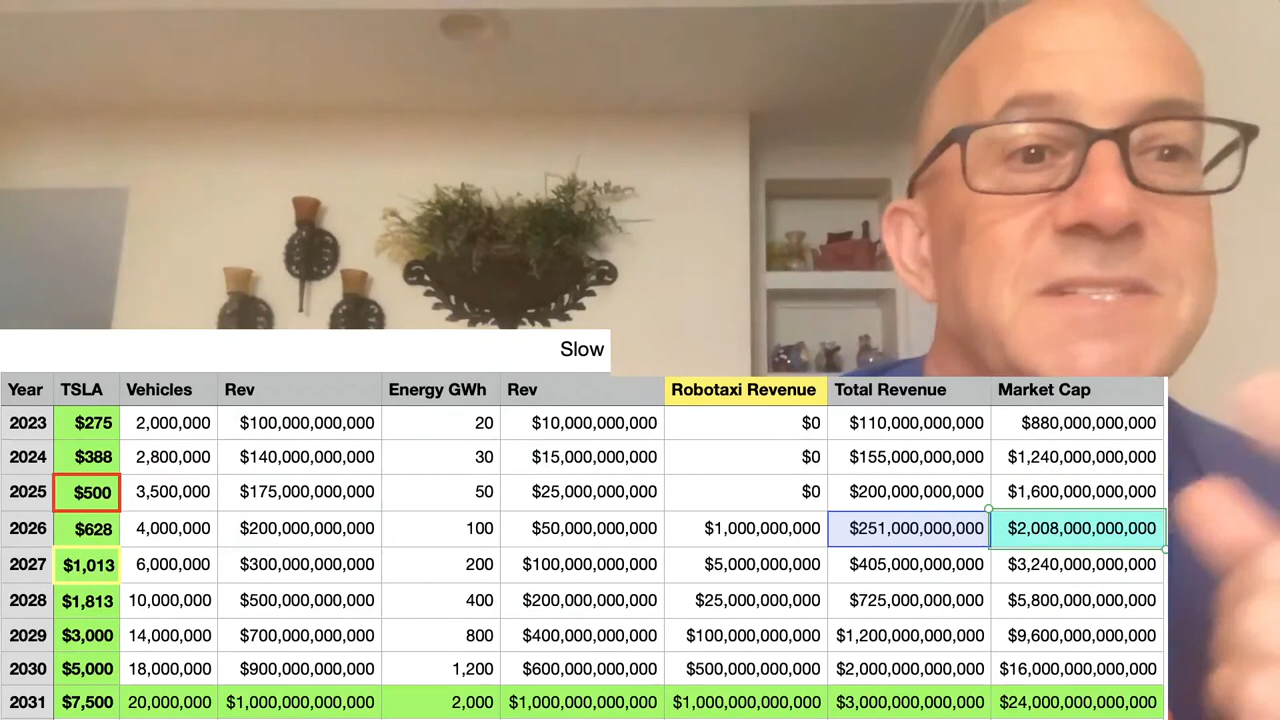 Slow
Year TSLA Vehicles Rev Energy GWh Rev Robotaxi Revenue Total Revenue Market Cap
2023 $275 2,000,000 $100,000,000,000 20 $10,000,000,000 $0 $110,000,000,000 $880,000,000,000
2024 $388 2,800,000 $140,000,000,000 30 $15,000,000,000 $0 $155,000,000,000 $1,240,000,000,000
2025 $500 3,500,000 $175,000,000,000 50 $25,000,000,000 $0 $200,000,000,000 $1,600,000,000,000
2026 $628 4,000,000 $200,000,000,000 100 $50,000,000,000 $1,000,000,000 $251,000,000,000 $2,008,000,000,000
2027 $1,013 6,000,000 $300,000,000,000 200 $100,000,000,000 $5,000,000,000 $405,000,000,000 $3,240,000,000,000
2028 $1,813 10,000,000 $500,000,000,000 400 $200,000,000,000 $25,000,000,000 $725,000,000,000 $5,800,000,000,000
2029 $3,000 14,000,000 $700,000,000,000 800 $400,000,000,000 $100,000,000,000 $1,200,000,000,000 $9,600,000,000,000
2030 $5,000 18,000,000 $900,000,000,000 1,200 $600,000,000,000 $500,000,000,000 $2,000,000,000,000 $16,000,000,000,000
2031 $7,500 20,000,000 $1,000,000,000,000 2,000 $1,000,000,000,000 $1,000,000,000,000 $3,000,000,000,000 $24,000,000,000,000